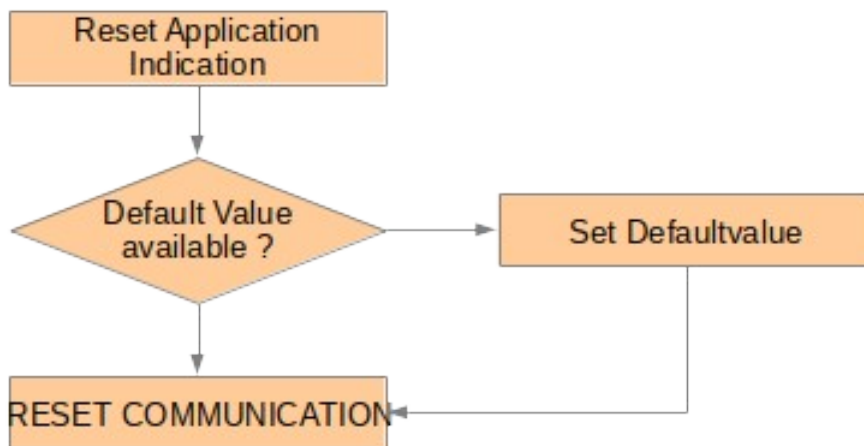 Reset Application
Indication
Default Value
available ?
Set Defaultvalue
RESET COMMUNICATION